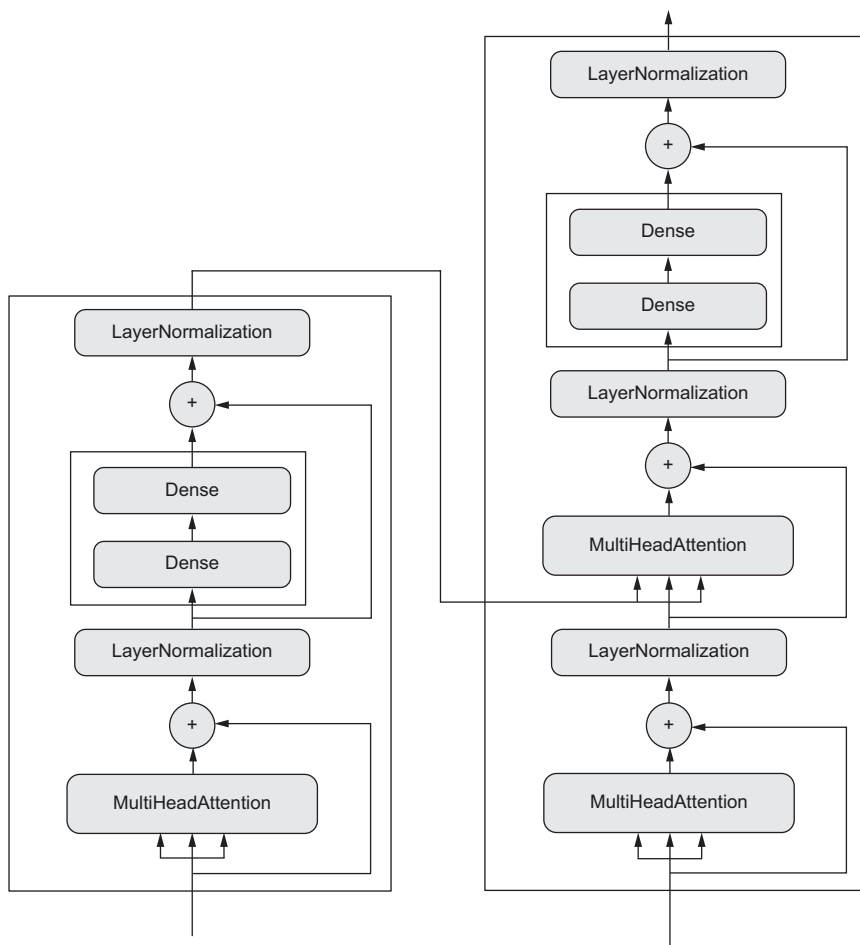 LayerNormalization
+
Dense
Dense
LayerNormalization
+
MultiHeadAttention
LayerNormalization
+
Dense
Dense
LayerNormalization
+
MultiHeadAttention
LayerNormalization
+
MultiHeadAttention